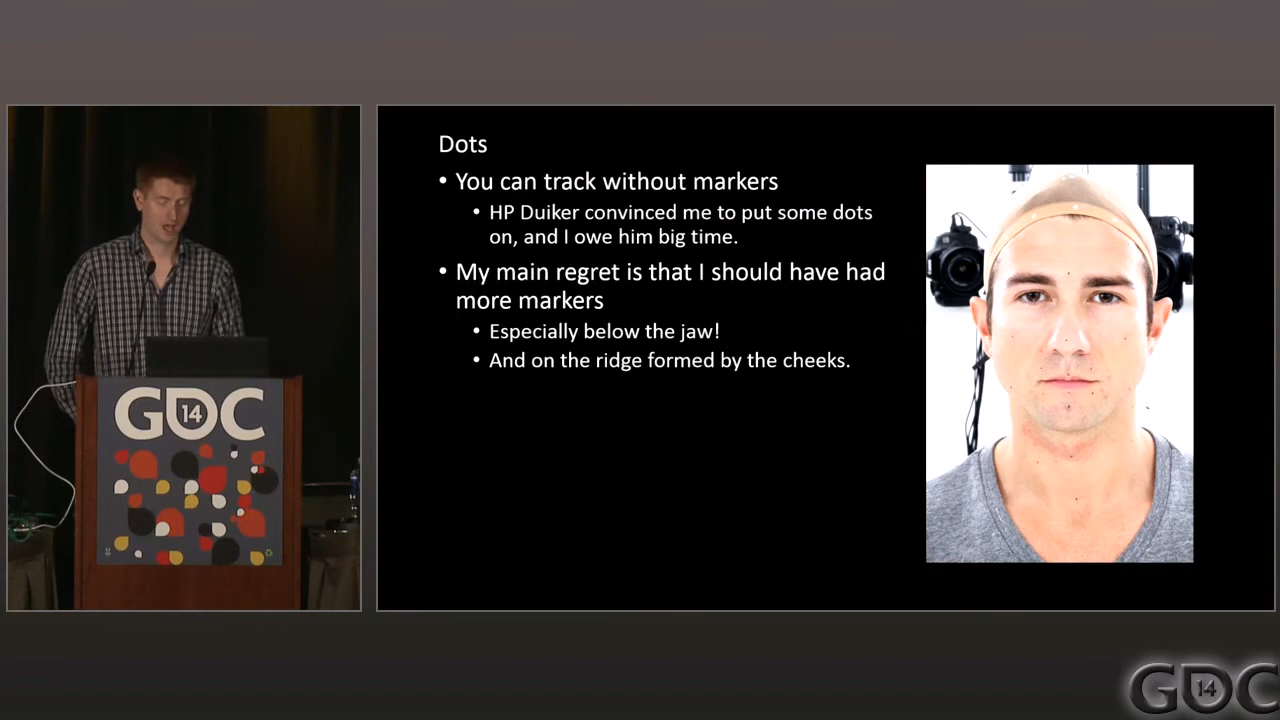 Dots
• You can track without markers
• HP Duiker convinced me to put some dots
on, and I owe him big time.
• My main regret is that I should have had
more markers
• Especially below the jaw!
• And on the ridge formed by the cheeks.
GDC
14
GDC
14